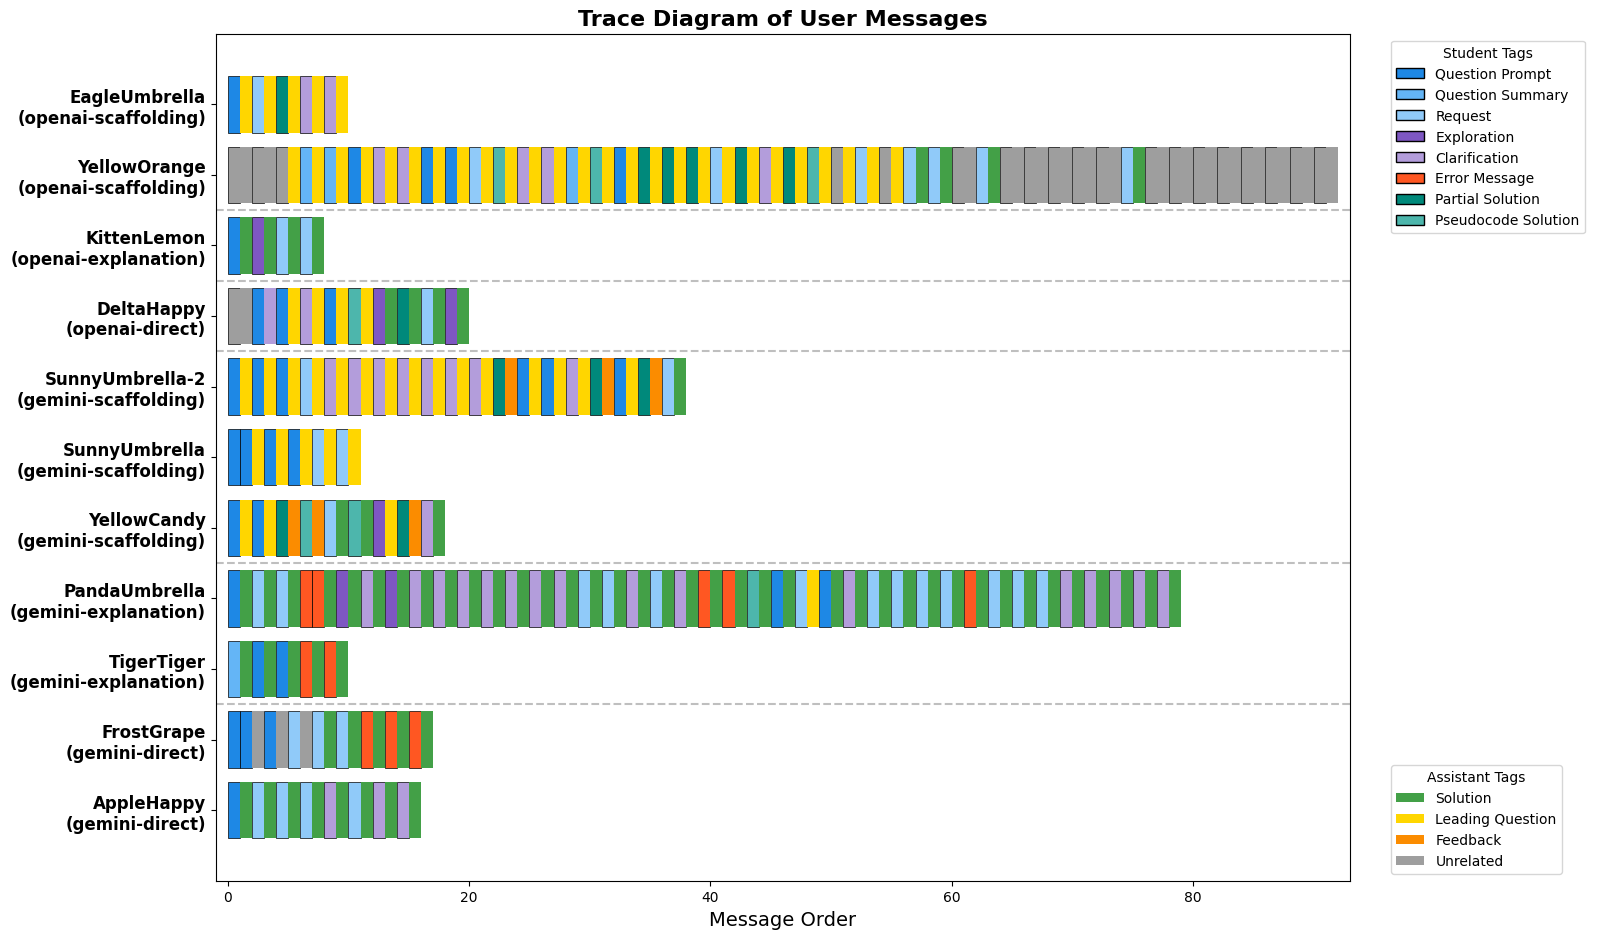 Trace Diagram of User Messages
EagleUmbrella
(openai-scaffolding)
YellowOrange
(openai-scaffolding)
KittenLemon
(openai-explanation)
DeltaHappy
(openai-direct)
SunnyUmbrella-2
(gemini-scaffolding)
SunnyUmbrella
(gemini-scaffolding)
YellowCandy
(gemini-scaffolding)
PandaUmbrella
(gemini-explanation)
TigerTiger
(gemini-explanation)
FrostGrape
(gemini-direct)
AppleHappy
(gemini-direct)
0 20 40 60 80
Message Order
Student Tags
Question Prompt
Question Summary
Request
Exploration
Clarification
Error Message
Partial Solution
Pseudocode Solution
Assistant Tags
Solution
Leading Question
Feedback
Unrelated